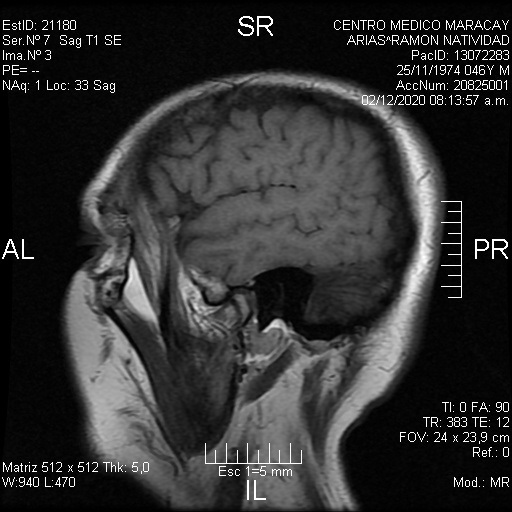 EstID: 21180
Ser.Nº 7 Sag T1 SE
Ima.Nº 3
PE= --
NAq: 1 Loc: 33 Sag
SR
CENTRO MEDICO MARACAY
ARIAS^RAMON NATIVIDAD
PacID: 13072283
25/11/1974 046Y M
AccNum: 20825001
02/12/2020 08:13:57 a.m.
AL
PR
TI: 0 FA: 90
TR: 383 TE: 12
FOV: 24 x 23,9 cm
Ref.: 0
Mod.: MR
Matriz 512 x 512 Thk: 5,0
W:940 L:470
Esc 1=5 mm
IL